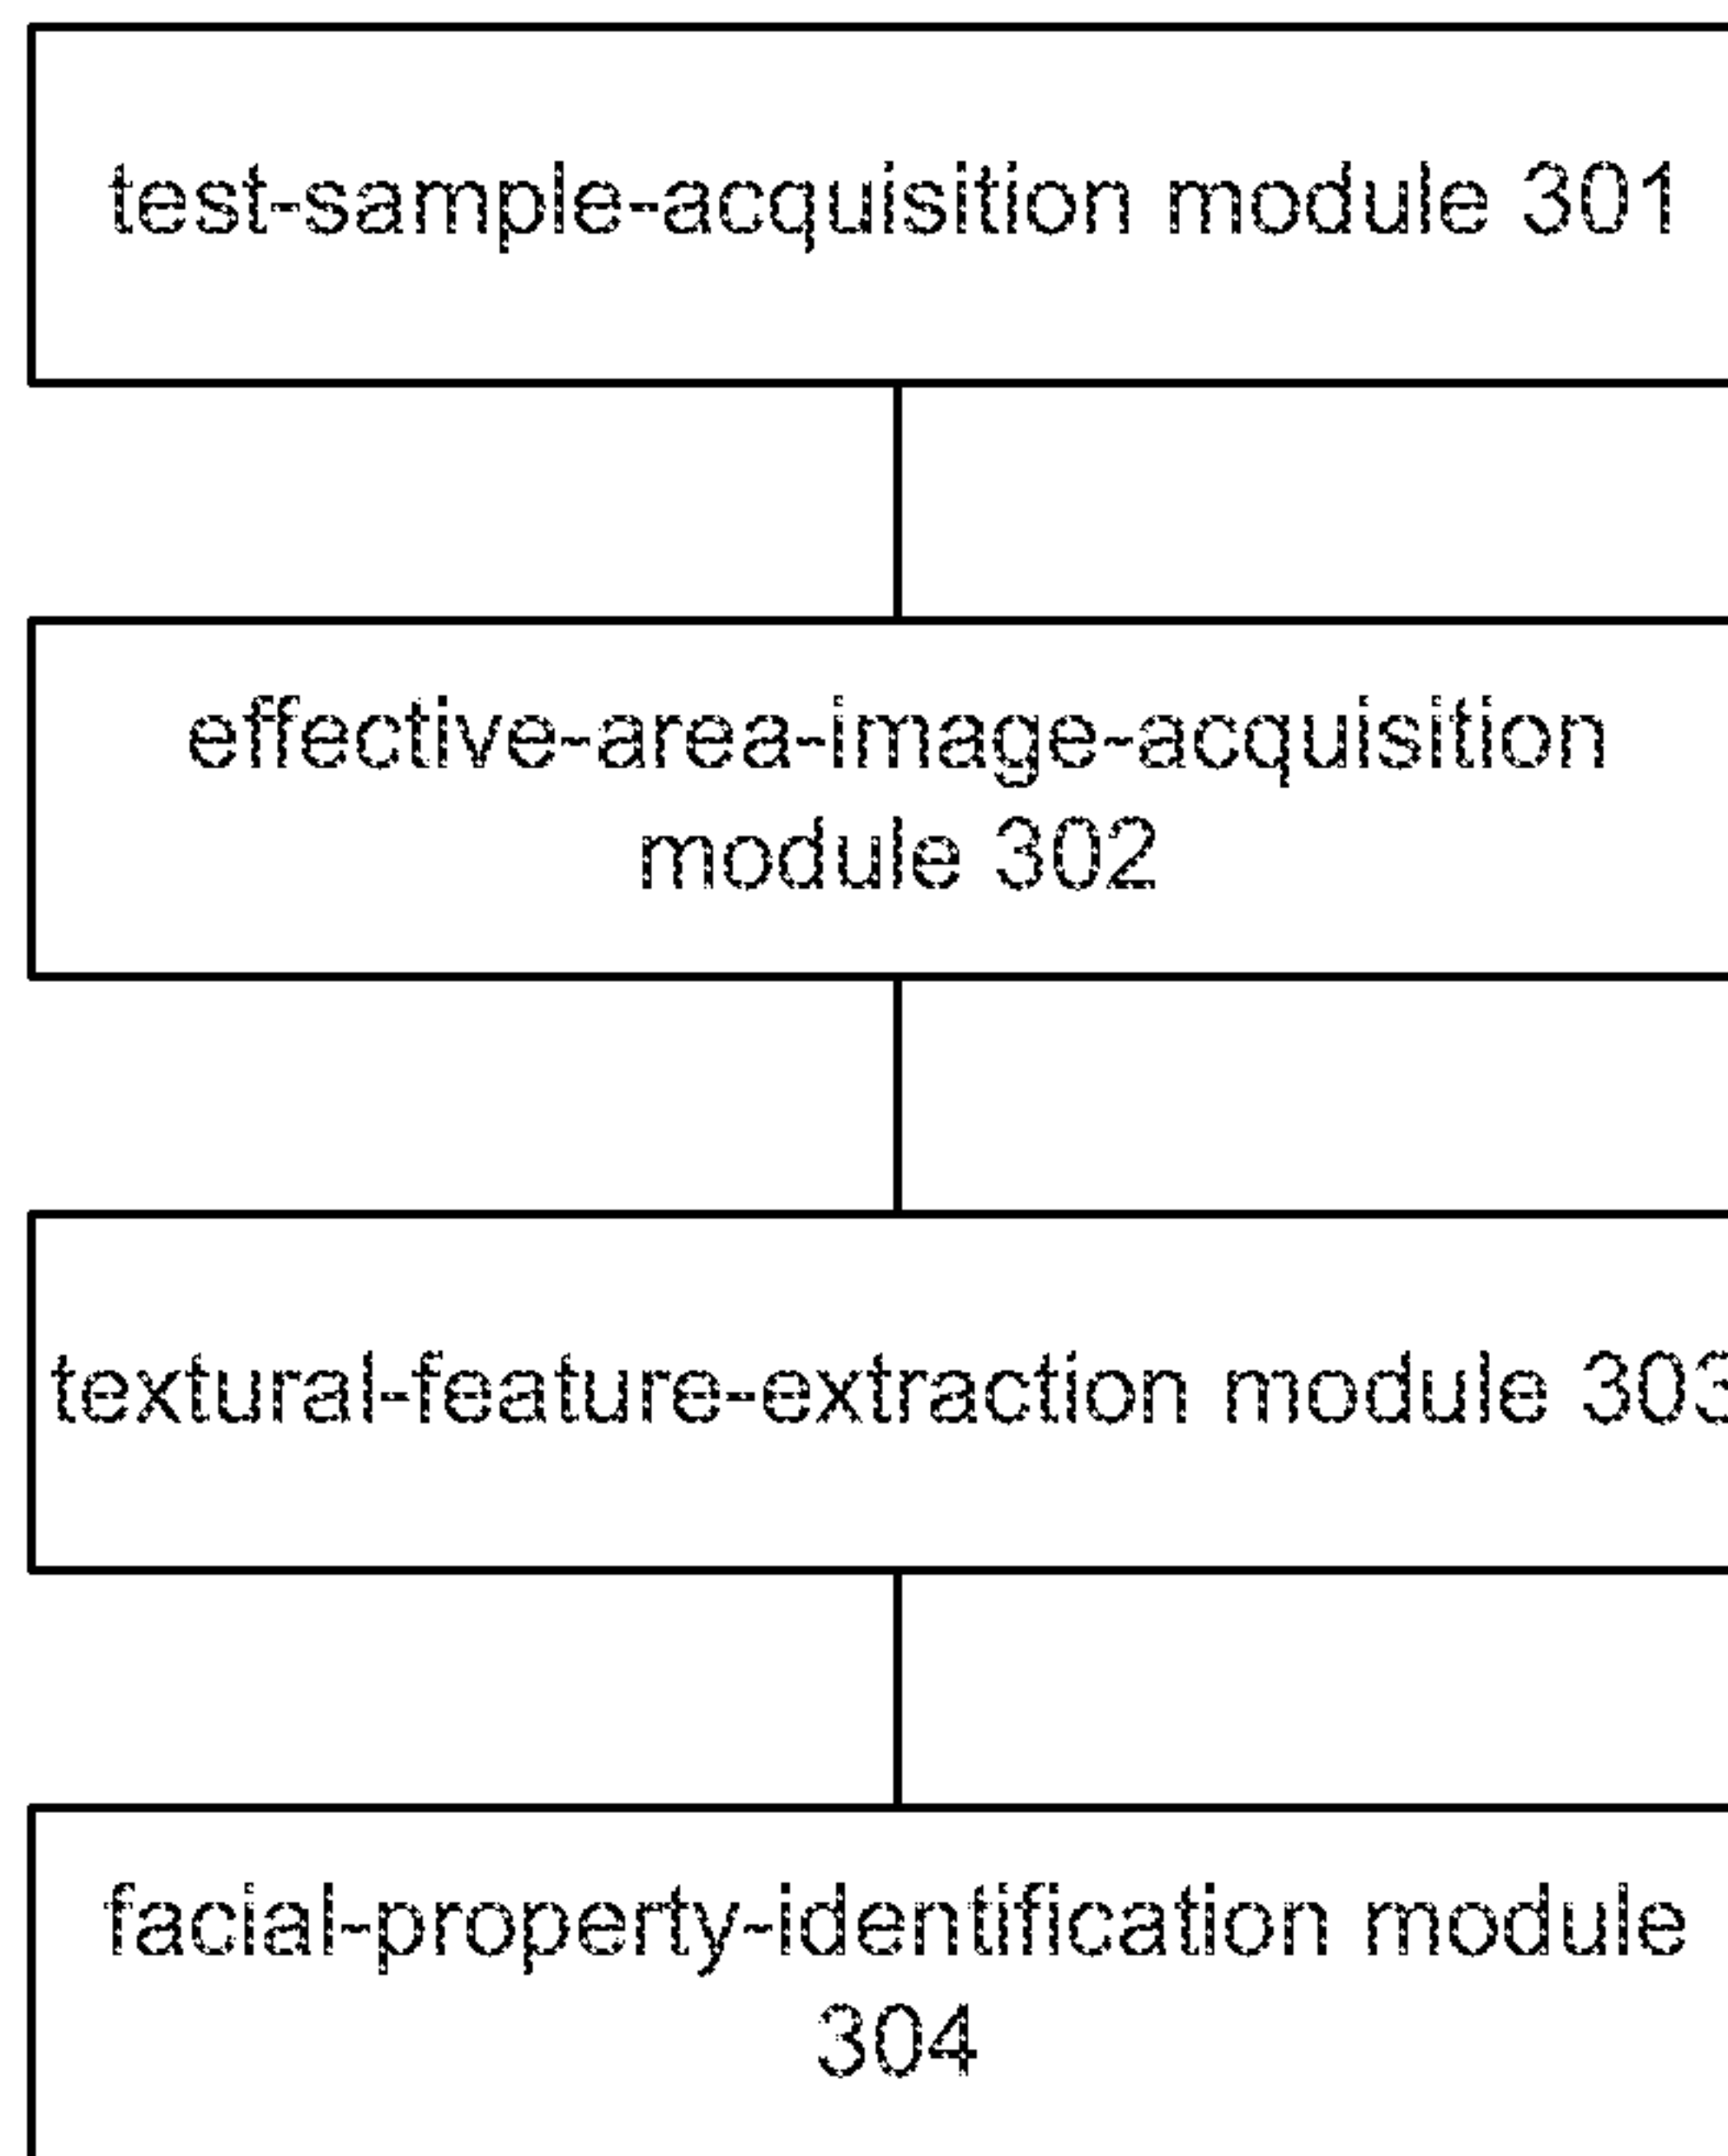 test-sample-acquisition module 301
effective-area-image-acquisition
module 302
textural-feature-extraction module 303
facial-property-identification module
304